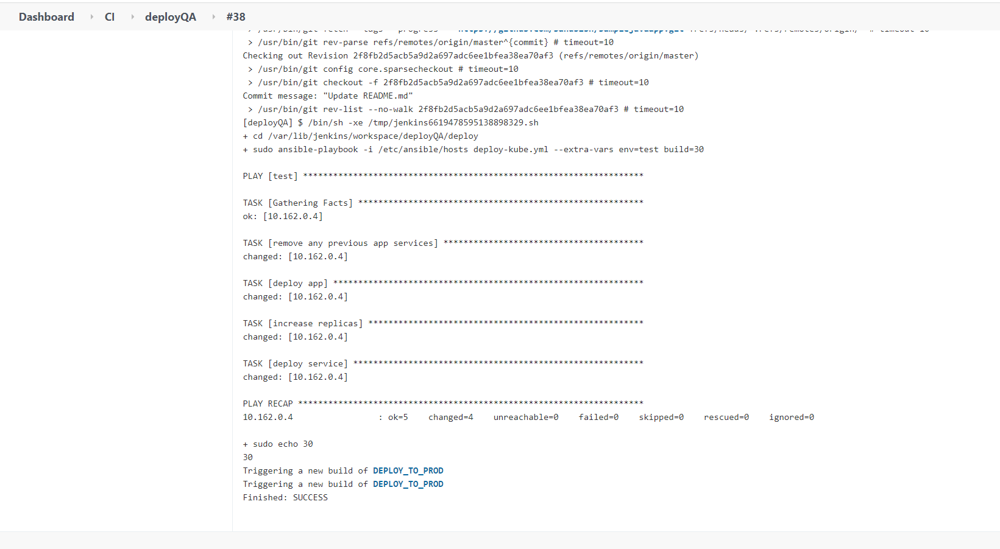 Dashboard CI deployQA #38
> /usr/bin/git rev-parse refs/remotes/origin/master^{commit} # timeout=10
Checking out Revision 2f8fb2d5acb5a9d2a697adc6ee1bfea38ea70af3 (refs/remotes/origin/master)
> /usr/bin/git config core.sparsecheckout # timeout=10
> /usr/bin/git checkout -f 2f8fb2d5acb5a9d2a697adc6ee1bfea38ea70af3 # timeout=10
Commit message: "Update README.md"
> /usr/bin/git rev-list --no-walk 2f8fb2d5acb5a9d2a697adc6ee1bfea38ea70af3 # timeout=10
[deployQA] $ /bin/sh -xe /tmp/jenkins6619478595138898329.sh
+ cd /var/lib/jenkins/workspace/deployQA/deploy
+ sudo ansible-playbook -i /etc/ansible/hosts deploy-kube.yml --extra-vars env=test build=30
PLAY [test] ********************************************************************
TASK [Gathering Facts] *********************************************************
ok: [10.162.0.4]
TASK [remove any previous app services] ****************************************
changed: [10.162.0.4]
TASK [deploy app] **************************************************************
changed: [10.162.0.4]
TASK [increase replicas] *******************************************************
changed: [10.162.0.4]
TASK [deploy service] **********************************************************
changed: [10.162.0.4]
PLAY RECAP *********************************************************************
10.162.0.4 : ok=5 changed=4 unreachable=0 failed=0 skipped=0 rescued=0 ignored=0
+ sudo echo 30
30
Triggering a new build of DEPLOY_TO_PROD
Triggering a new build of DEPLOY_TO_PROD
Finished: SUCCESS